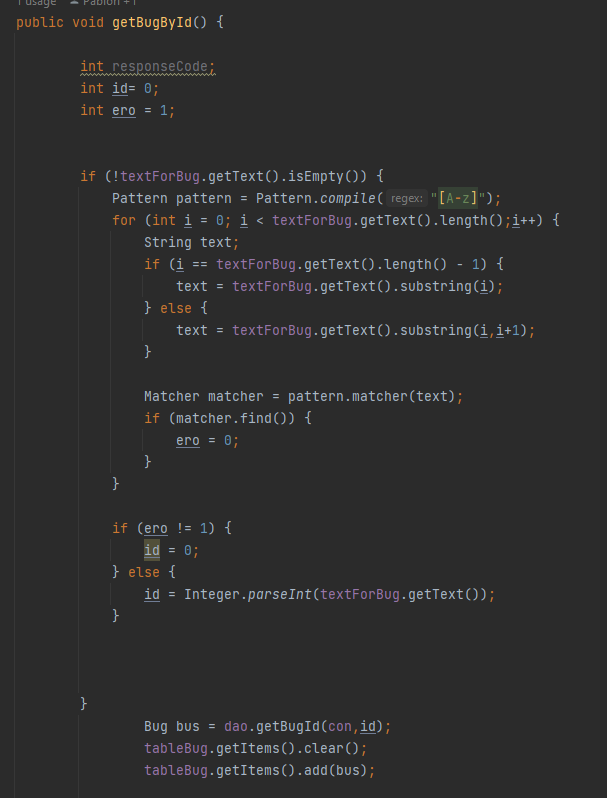 1 usage Pablon +1
public void getBugById() {
int responseCode;
int id= 0;
int ero = 1;
if (!textForBug.getText().isEmpty()) {
Pattern pattern = Pattern.compile( regex: "[A-z]");
for (int i = 0; i < textForBug.getText().length();i++) {
String text;
if (i == textForBug.getText().length() - 1) {
text = textForBug.getText().substring(i);
} else {
text = textForBug.getText().substring(i,i+1);
}
Matcher matcher = pattern.matcher(text);
if (matcher.find()) {
ero = 0;
}
}
if (ero != 1) {
id = 0;
} else {
id = Integer.parseInt(textForBug.getText());
}
}
Bug bus = dao.getBugId(con,id);
tableBug.getItems().clear();
tableBug.getItems().add(bus);